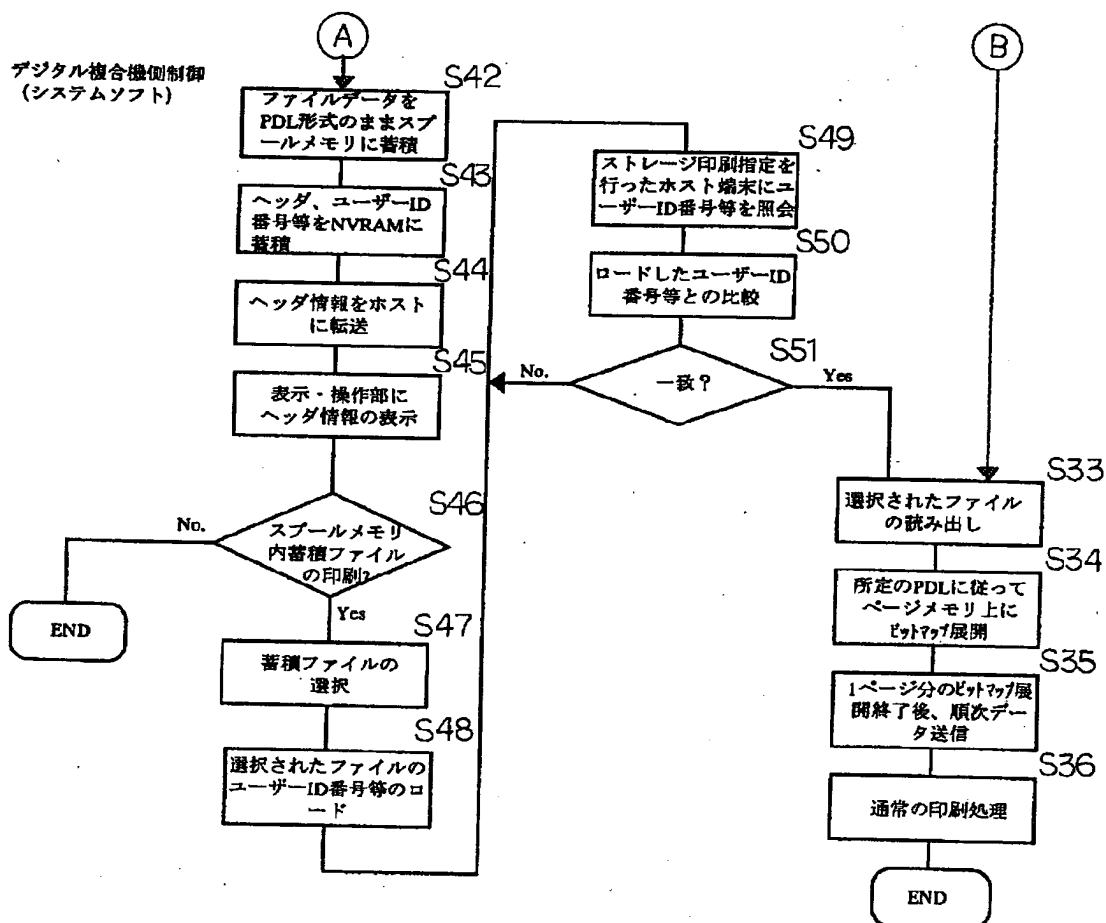 A
デジタル複合機側制御
（システムソフト）
S42
ファイルデータを
PDL形式のままスプ
ールメモリに蓄積
S43
ヘッダ、ユーザーID
番号等をNVRAMに
蓄積
S44
ヘッダ情報をホスト
に転送
S45
表示・操作部に
ヘッダ情報の表示
S46
スプールメモリ
内蓄積ファイル
の印刷?
No.
END
Yes
S47
蓄積ファイルの
選択
S48
選択されたファイルの
ユーザーID番号等のロ
ード
S49
ストレージ印刷指定を
行ったホスト端末にユ
ーザーID番号等を照会
S50
ロードしたユーザーID
番号等との比較
S51
一致?
No.
Yes
B
S33
選択されたファイル
の読み出し
S34
所定のPDLに従って
ページメモリ上に
ビットマップ展開
S35
1ページ分のビットマップ展
開終了後、順次デー
タ送信
S36
通常の印刷処理
END